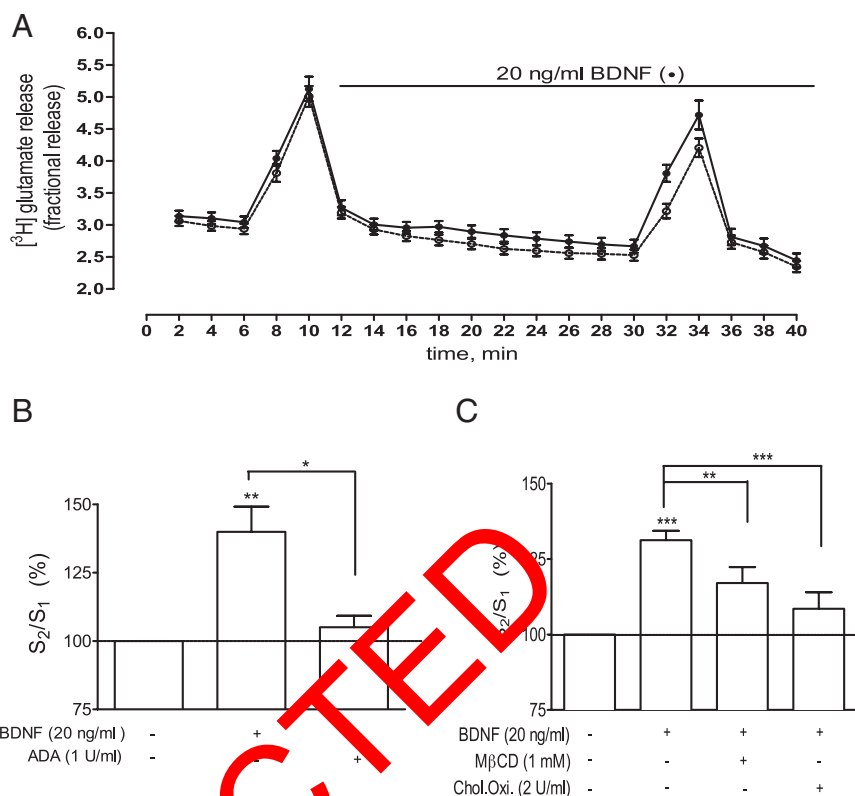 A
[³H] glutamate release
(fractional release)
6.0
5.5
5.0
4.5
4.0
3.5
3.0
2.5
2.0
20 ng/ml BDNF (•)
0 2 4 6 8 10 12 14 16 18 20 22 24 26 28 30 32 34 36 38 40
time, min
B
S₂/S₁ (%)
150
125
100
75
*
**
BDNF (20 ng/ml ) - +
ADA (1 U/ml) - - +
C
S₂/S₁ (%)
150
125
100
75
***
**
***
BDNF (20 ng/ml) - + + +
MβCD (1 mM) - - + -
Chol.Oxi. (2 U/ml) - - - +
CTED